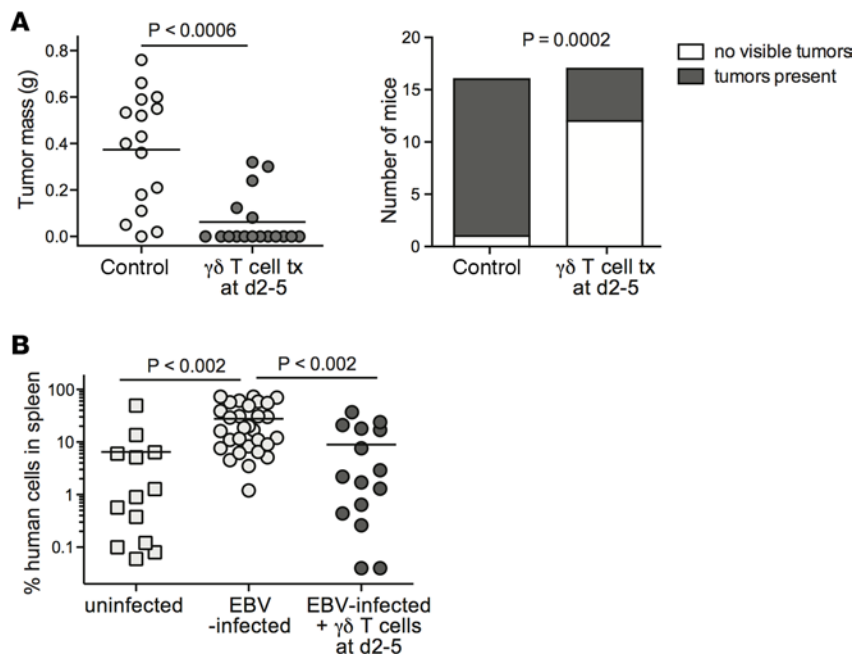 A
P < 0.0006
Tumor mass (g)
0.8
0.6
0.4
0.2
0.0
Control
γδ T cell tx
at d2-5
P = 0.0002
Number of mice
20
15
10
5
0
Control
γδ T cell tx
at d2-5
no visible tumors
tumors present
B
P < 0.002
P < 0.002
% human cells in spleen
100
10
1
0.1
uninfected
EBV
-infected
EBV-infected
+ γδ T cells
at d2-5